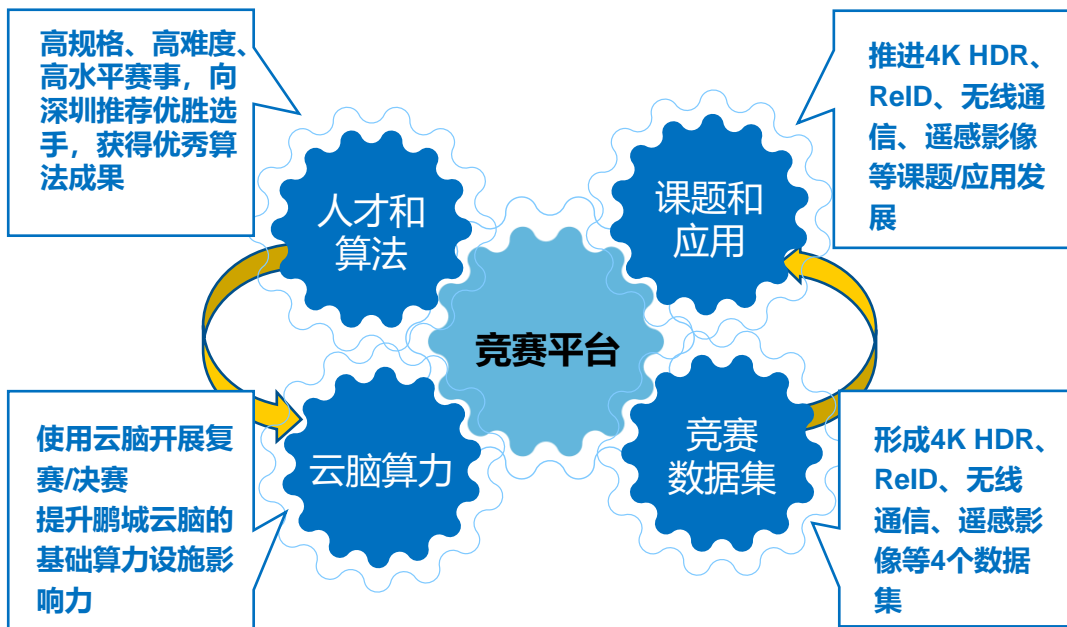 高规格、高难度、
高水平赛事，向
深圳推荐优胜选
手，获得优秀算
法成果
推进4K HDR、
ReID、无线通
信、遥感影像
等课题/应用发
展
人才和
算法
课题和
应用
竞赛平台
云脑算力
竞赛
数据集
使用云脑开展复
赛/决赛
提升鹏城云脑的
基础算力设施影
响力
形成4K HDR、
ReID、无线
通信、遥感影
像等4个数据
集